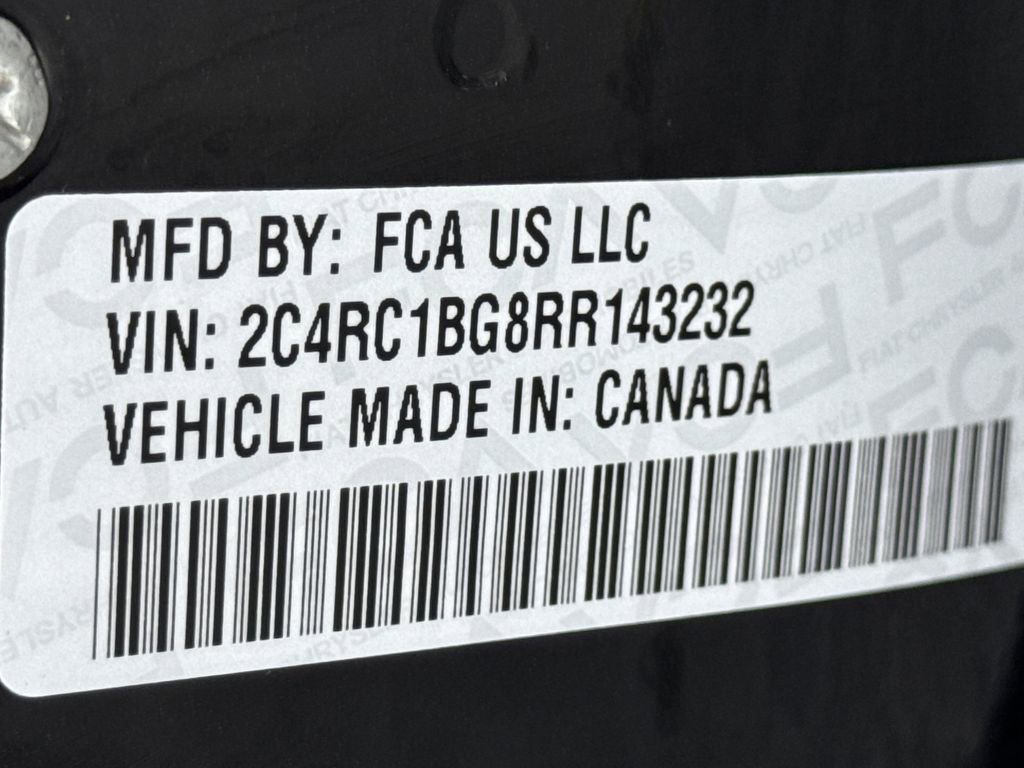 MFD BY: FCA US LLC
VIN: 2C4RC1BG8RR143232
VEHICLE MADE IN: CANADA